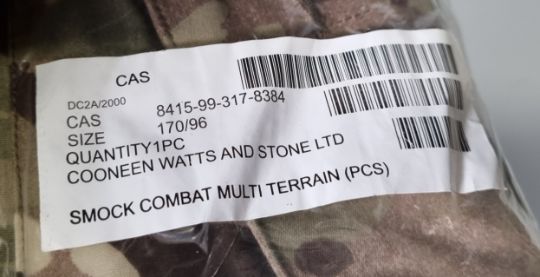 CAS
DC2A/2000
CAS 8415-99-317-8384
SIZE 170/96
QUANTITY1PC
COONEEN WATTS AND STONE LTD
SMOCK COMBAT MULTI TERRAIN (PCS)